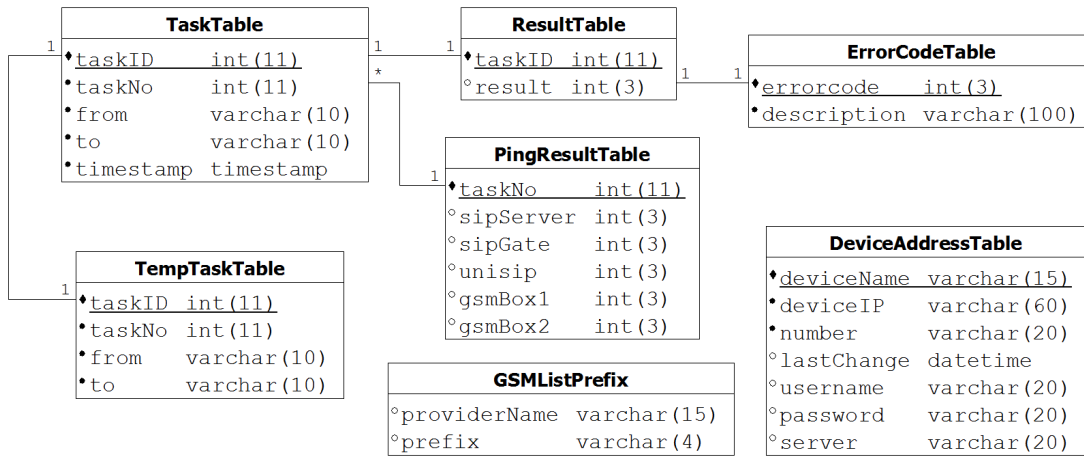 TaskTable
taskID int(11)
taskNo int(11)
from varchar(10)
to varchar(10)
timestamp timestamp
1
1
*
1
ResultTable
taskID int(11)
result int(3)
1
1
ErrorCodeTable
errorcode int(3)
description varchar(100)
1
PingResultTable
taskNo int(11)
sipServer int(3)
sipGate int(3)
unisip int(3)
gsmBox1 int(3)
gsmBox2 int(3)
1
TempTaskTable
taskID int(11)
taskNo int(11)
from varchar(10)
to varchar(10)
DeviceAddressTable
deviceName varchar(15)
deviceIP varchar(60)
number varchar(20)
lastChange datetime
username varchar(20)
password varchar(20)
server varchar(20)
GSMListPrefix
providerName varchar(15)
prefix varchar(4)